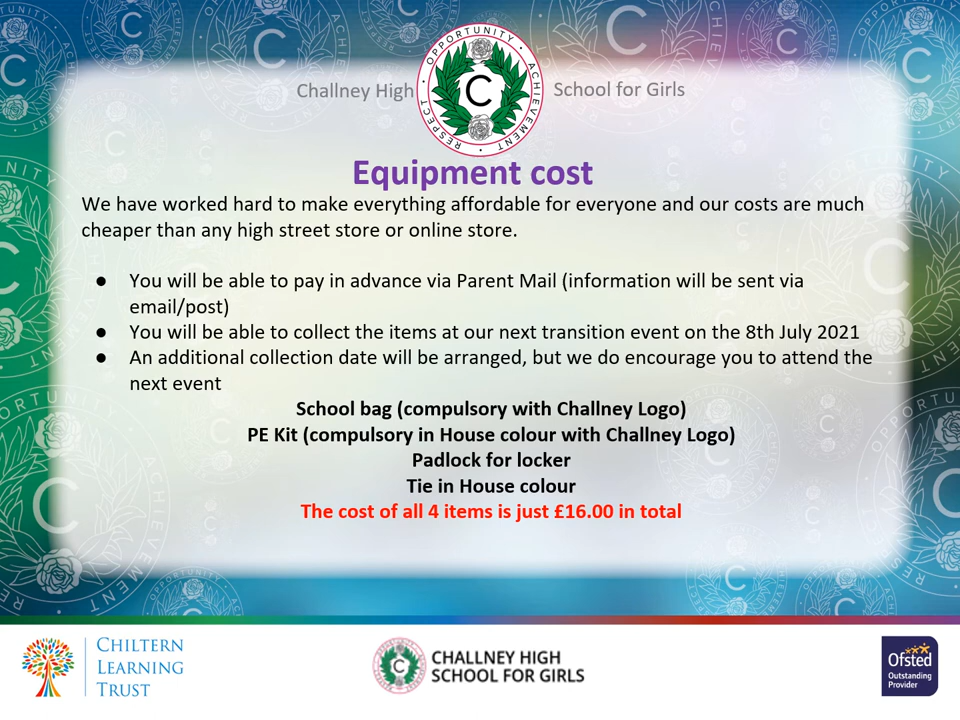 Challney High
School for Girls
OPPORTUNITY • ACHIEVEMENT • RESPECT •
C
Equipment cost
We have worked hard to make everything affordable for everyone and our costs are much
cheaper than any high street store or online store.
● You will be able to pay in advance via Parent Mail (information will be sent via
email/post)
● You will be able to collect the items at our next transition event on the 8th July 2021
● An additional collection date will be arranged, but we do encourage you to attend the
next event
School bag (compulsory with Challney Logo)
PE Kit (compulsory in House colour with Challney Logo)
Padlock for locker
Tie in House colour
The cost of all 4 items is just £16.00 in total
CHILTERN
LEARNING
TRUST
C
CHALLNEY HIGH
SCHOOL FOR GIRLS
Ofsted
Outstanding
Provider